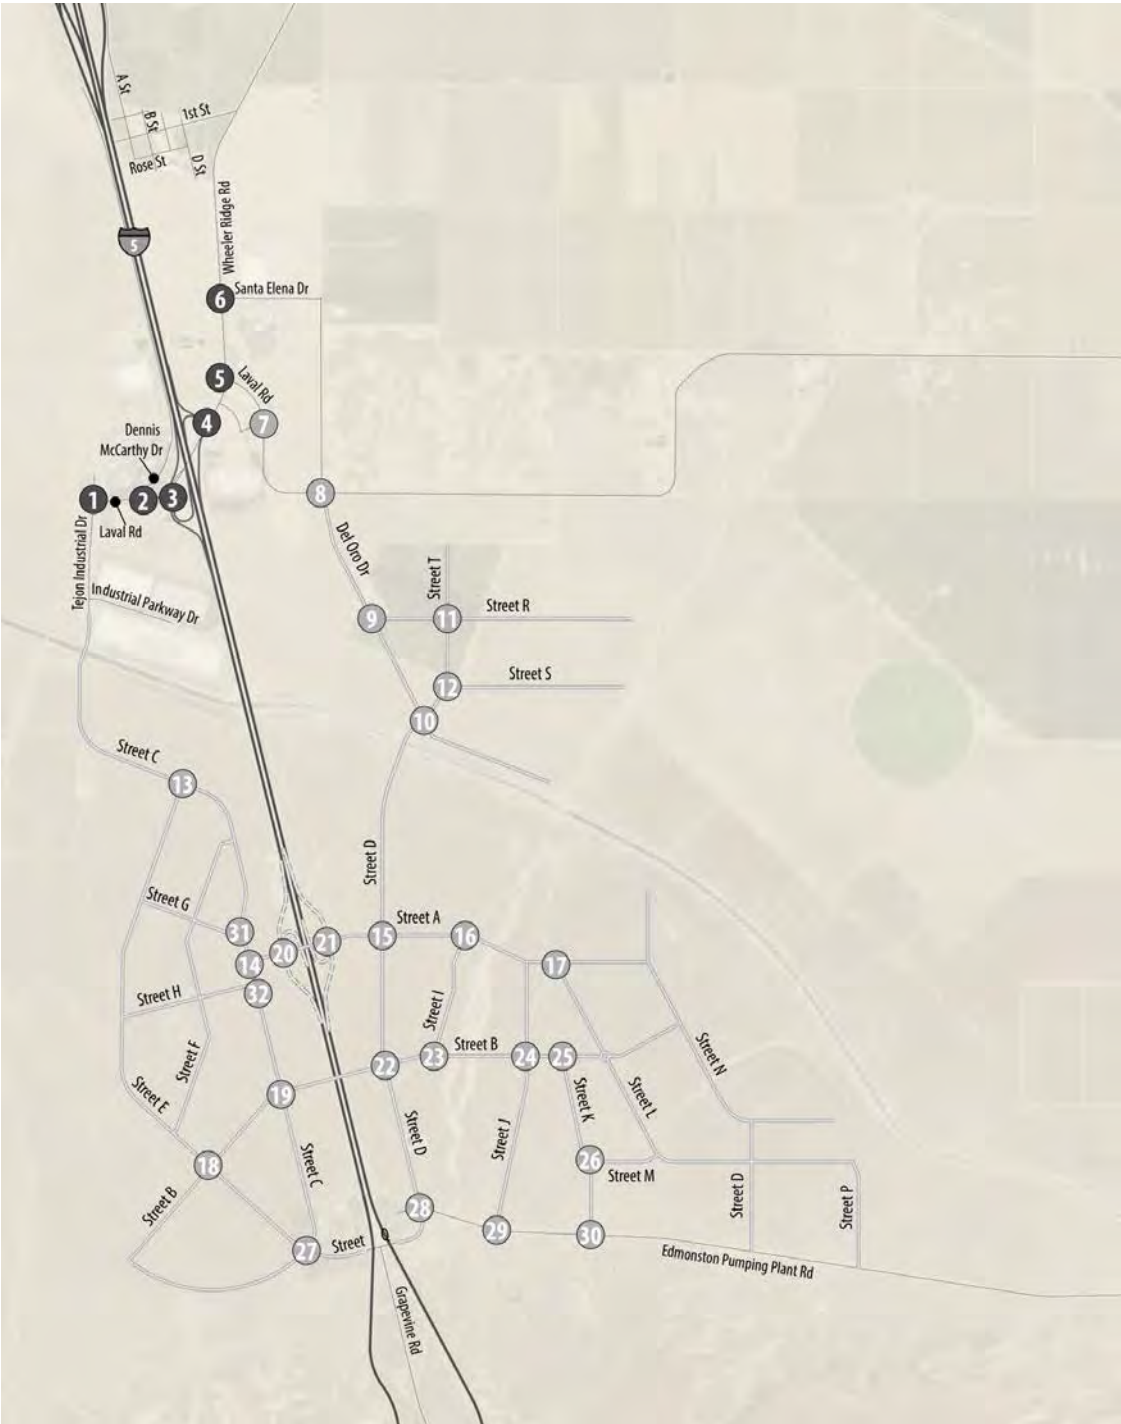 A St
B St
1st St
Rose St
D St
Wheeler Ridge Rd
5
6
Santa Elena Dr
5
Laval Rd
4
7
Dennis
McCarthy Dr
1
2
3
8
Laval Rd
Tejon Industrial Dr
Industrial Parkway Dr
Del Oro Dr
Street T
9
11
Street R
Street S
12
10
Street C
13
Street D
Street G
31
14
20
21
15
Street A
16
17
Street H
32
Street I
Street F
Street B
22
23
24
25
Street N
Street E
19
Street K
Street L
Street D
Street J
Street C
18
26
Street M
Street B
Street D
Street P
28
29
30
27
Street
Edmonston Pumping Plant Rd
Grapevine Rd